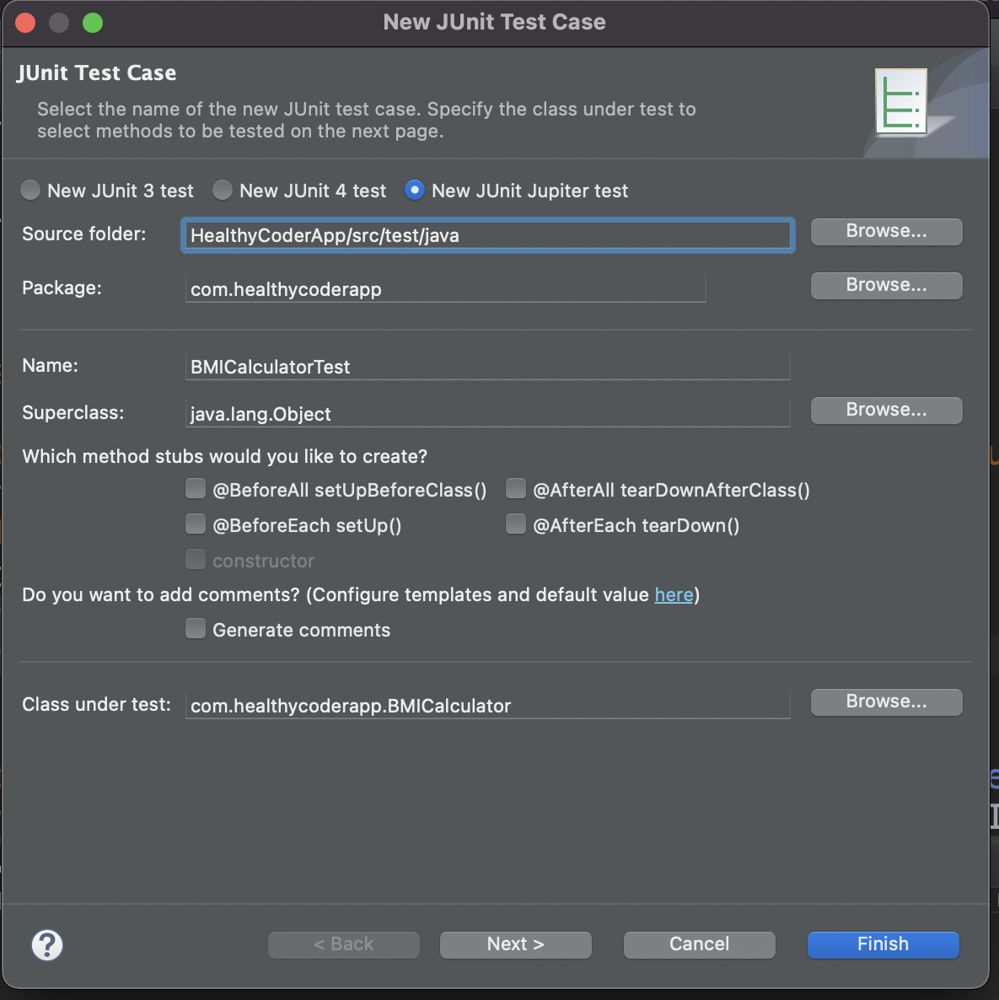 New JUnit Test Case
JUnit Test Case
Select the name of the new JUnit test case. Specify the class under test to
select methods to be tested on the next page.
New JUnit 3 test New JUnit 4 test New JUnit Jupiter test
Source folder: HealthyCoderApp/src/test/java Browse...
Package: com.healthycoderapp Browse...
Name: BMICalculatorTest
Superclass: java.lang.Object Browse...
Which method stubs would you like to create?
@BeforeAll setUpBeforeClass() @AfterAll tearDownAfterClass()
@BeforeEach setUp() @AfterEach tearDown()
constructor
Do you want to add comments? (Configure templates and default value here)
Generate comments
Class under test: com.healthycoderapp.BMICalculator Browse...
? < Back Next > Cancel Finish